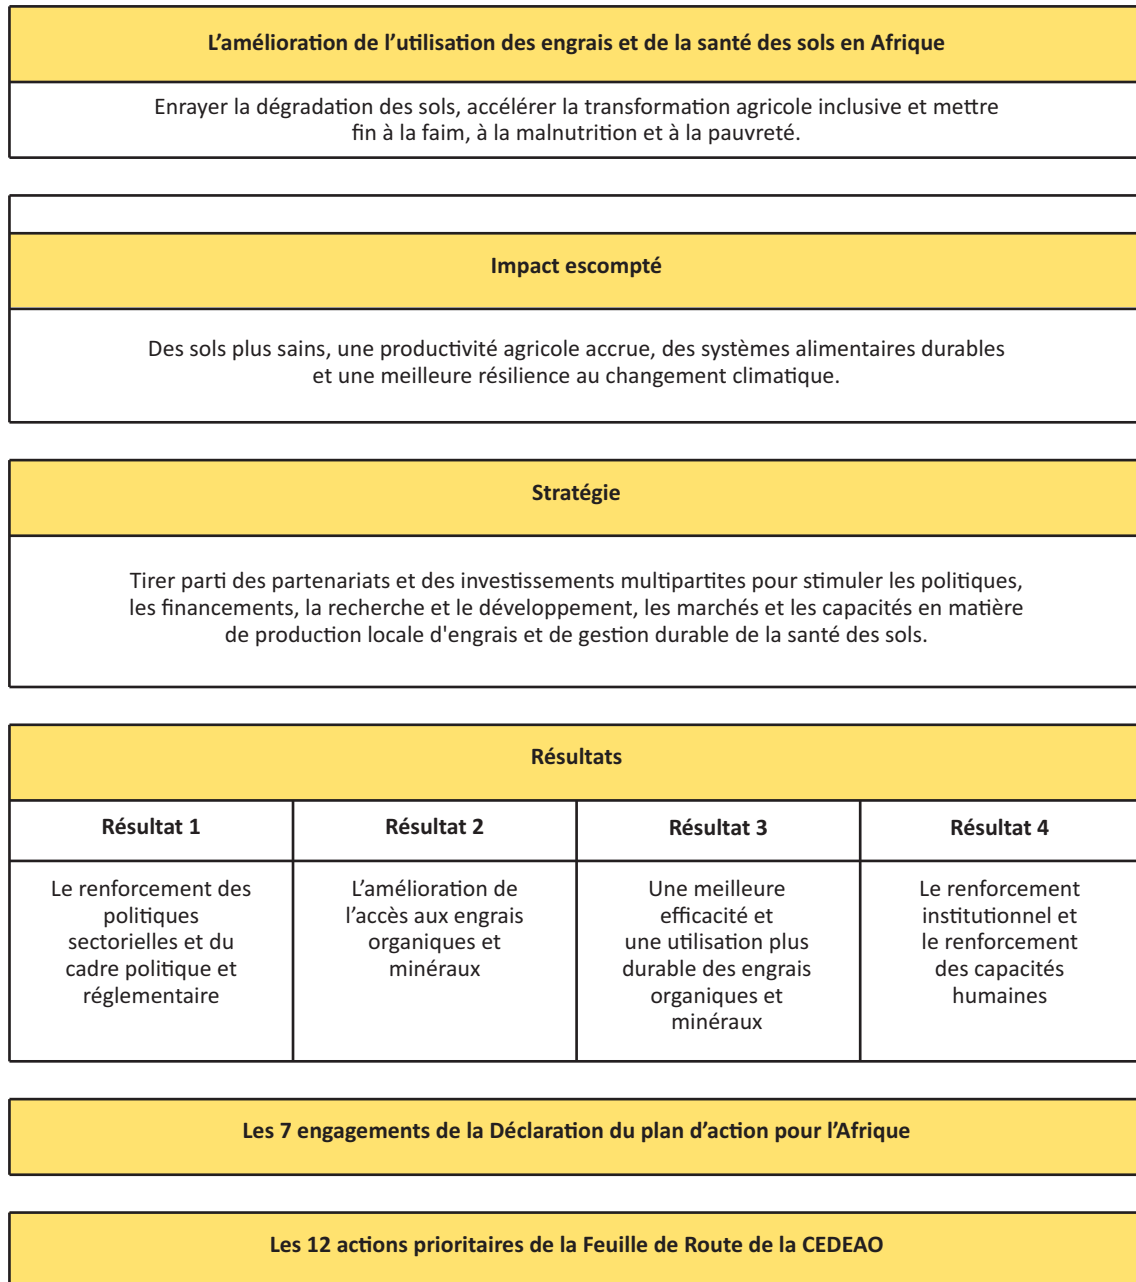 L’amélioration de l’utilisation des engrais et de la santé des sols en Afrique
Enrayer la dégradation des sols, accélérer la transformation agricole inclusive et mettre
fin à la faim, à la malnutrition et à la pauvreté.
Impact escompté
Des sols plus sains, une productivité agricole accrue, des systèmes alimentaires durables
et une meilleure résilience au changement climatique.
Stratégie
Tirer parti des partenariats et des investissements multipartites pour stimuler les politiques,
les financements, la recherche et le développement, les marchés et les capacités en matière
de production locale d'engrais et de gestion durable de la santé des sols.
Résultats
Résultat 1
Le renforcement des
politiques
sectorielles et du
cadre politique et
réglementaire
Résultat 2
L’amélioration de
l’accès aux engrais
organiques et
minéraux
Résultat 3
Une meilleure
efficacité et
une utilisation plus
durable des engrais
organiques et
minéraux
Résultat 4
Le renforcement
institutionnel et
le renforcement
des capacités
humaines
Les 7 engagements de la Déclaration du plan d’action pour l’Afrique
Les 12 actions prioritaires de la Feuille de Route de la CEDEAO